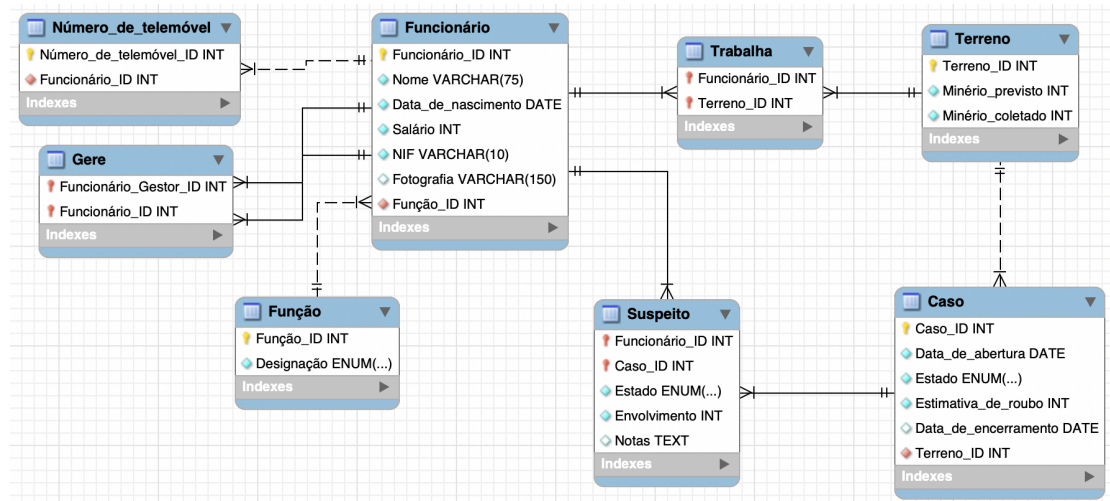 Número_de_telemóvel
Número_de_telemóvel_ID INT
Funcionário_ID INT
Indexes
Funcionário
Funcionário_ID INT
Nome VARCHAR(75)
Data_de_nascimento DATE
Salário INT
NIF VARCHAR(10)
Fotografia VARCHAR(150)
Função_ID INT
Indexes
Trabalha
Funcionário_ID INT
Terreno_ID INT
Indexes
Terreno
Terreno_ID INT
Minério_previsto INT
Minério_coletado INT
Indexes
Gere
Funcionário_Gestor_ID INT
Funcionário_ID INT
Indexes
Função
Função_ID INT
Designação ENUM(...)
Indexes
Suspeito
Funcionário_ID INT
Caso_ID INT
Estado ENUM(...)
Envolvimento INT
Notas TEXT
Indexes
Caso
Caso_ID INT
Data_de_abertura DATE
Estado ENUM(...)
Estimativa_de_roubo INT
Data_de_encerramento DATE
Terreno_ID INT
Indexes